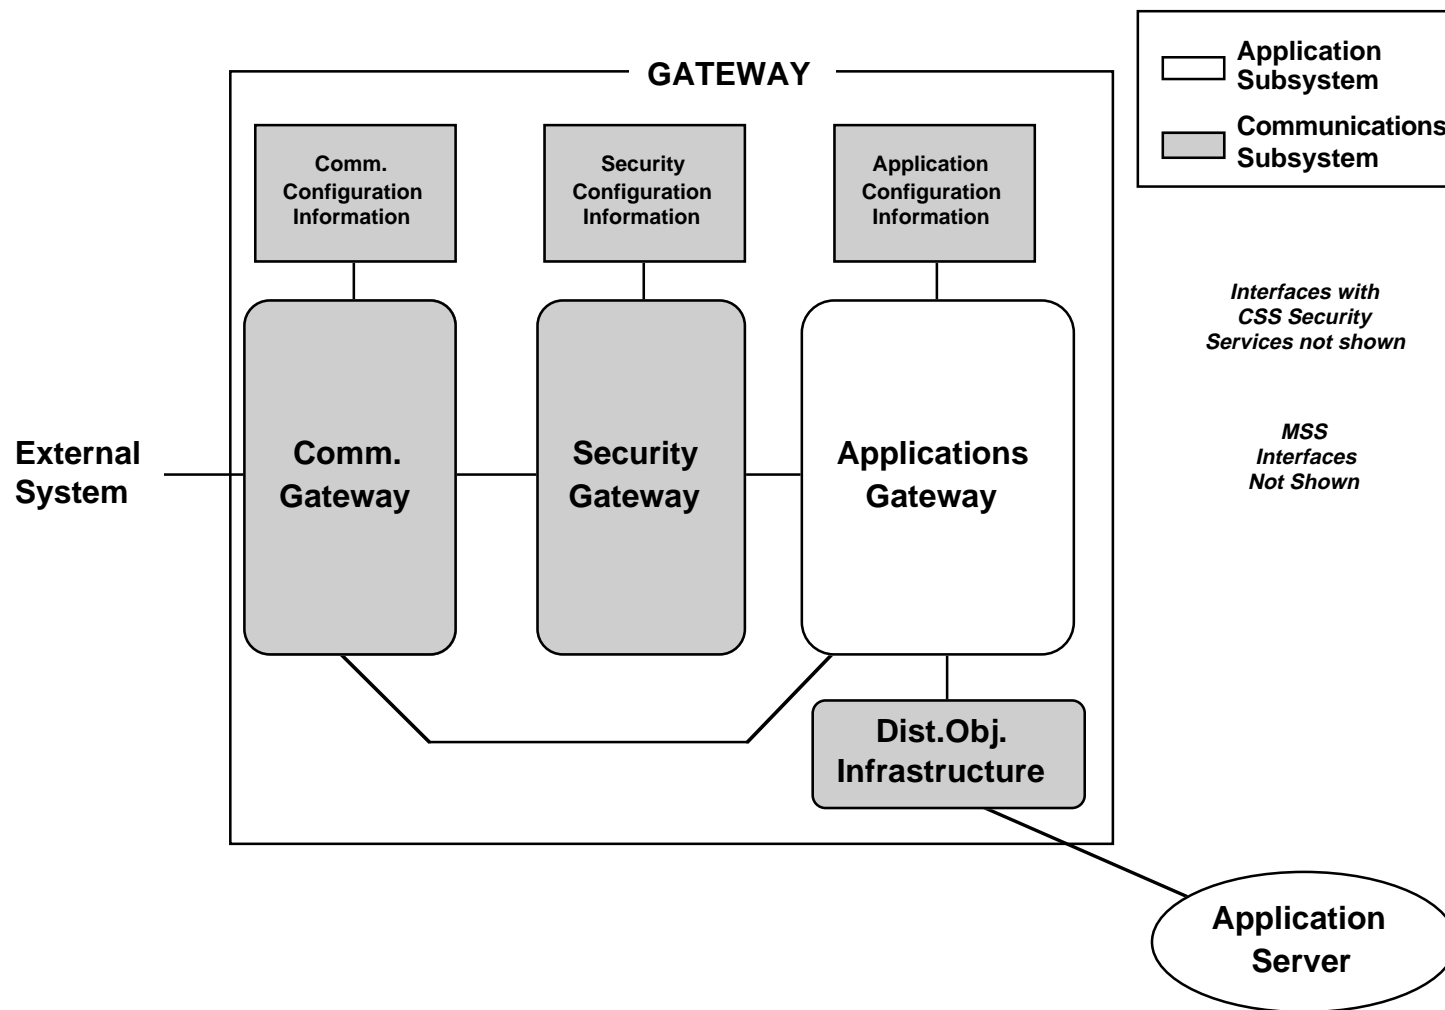 GATEWAY
Application
Subsystem
Communications
Subsystem
Comm.
Configuration
Information
Security
Configuration
Information
Application
Configuration
Information
Interfaces with
CSS Security
Services not shown
MSS
Interfaces
Not Shown
External
System
Comm.
Gateway
Security
Gateway
Applications
Gateway
Dist.Obj.
Infrastructure
Application
Server